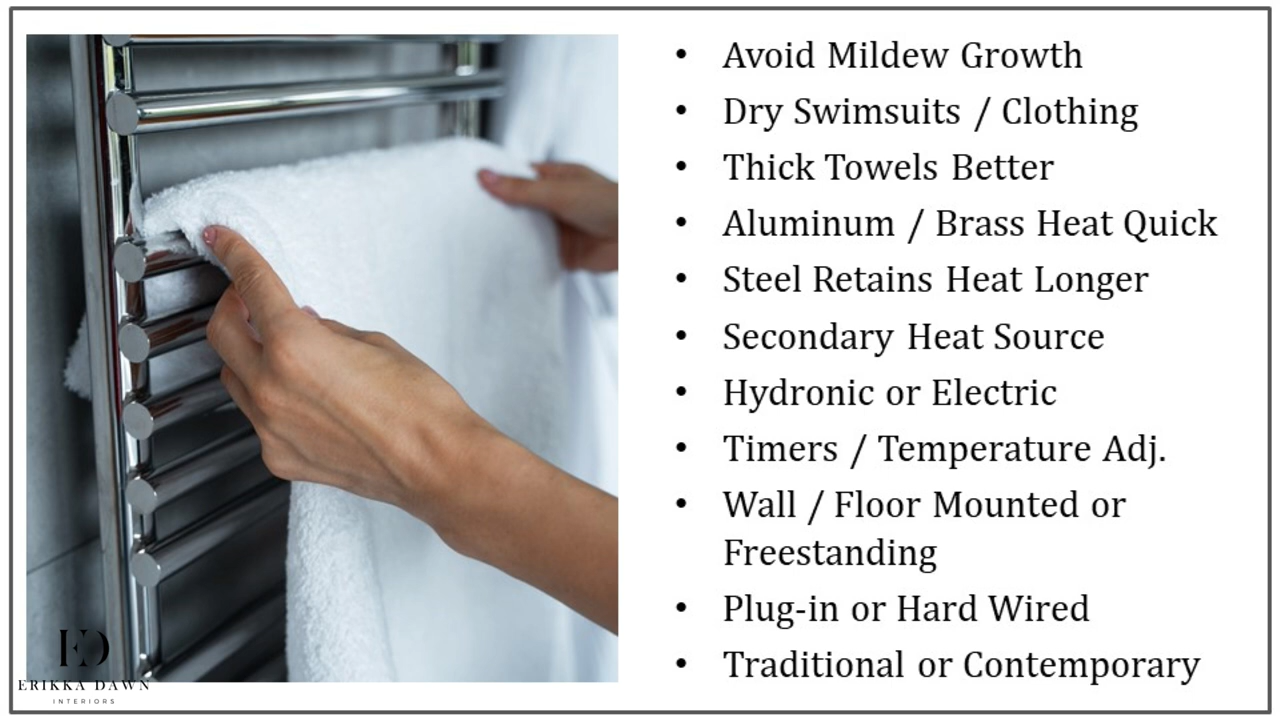 • Avoid Mildew Growth
• Dry Swimsuits / Clothing
• Thick Towels Better
• Aluminum / Brass Heat Quick
• Steel Retains Heat Longer
• Secondary Heat Source
• Hydronic or Electric
• Timers / Temperature Adj.
• Wall / Floor Mounted or
Freestanding
• Plug-in or Hard Wired
• Traditional or Contemporary
ED
ERIKKA DAWN
INTERIORS